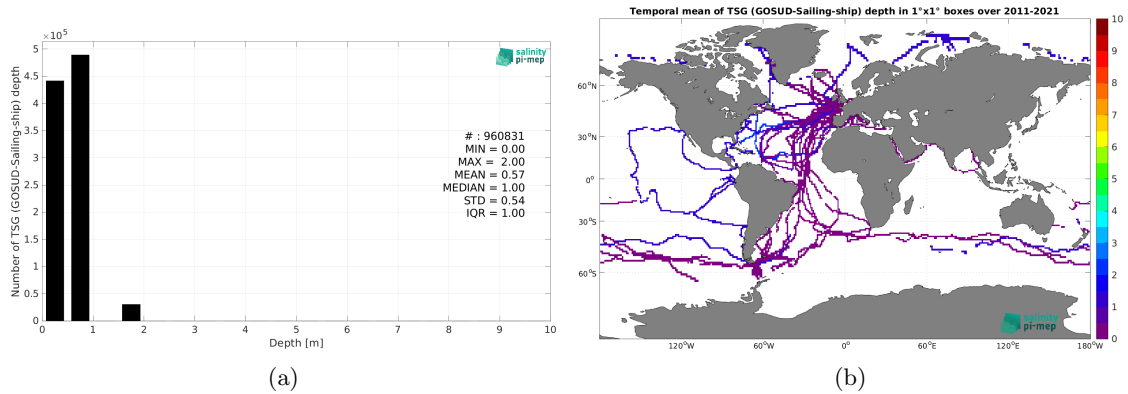 ×10⁵
5
4.5
4
3.5
3
2.5
2
1.5
1
0.5
0
Number of TSG (GOSUD-Sailing-ship) depth
salinity
pi-mep
# : 960831
MIN = 0.00
MAX = 2.00
MEAN = 0.57
MEDIAN = 1.00
STD = 0.54
IQR = 1.00
0 1 2 3 4 5 6 7 8 9 10
Depth [m]
(a)
Temporal mean of TSG (GOSUD-Sailing-ship) depth in 1°x1° boxes over 2011-2021
60°N
30°N
0°
30°S
60°S
120°W 60°W 0° 60°E 120°E 180°W
salinity
pi-mep
10
9
8
7
6
5
4
3
2
1
0
(b)